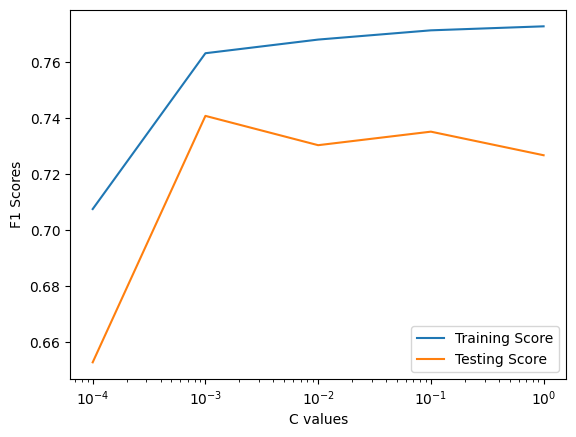 0.76
0.74
0.72
0.70
0.68
0.66
F1 Scores
Training Score
Testing Score
10⁻⁴ 10⁻³ 10⁻² 10⁻¹ 10⁰
C values